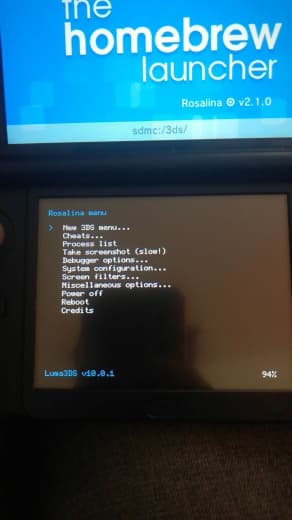 the
homebrew
launcher
Rosalina v2.1.0
sdmc:/3ds/
Rosalina menu
> New 3DS menu...
Cheats...
Process list
Take screenshot (slow!)
Debugger options...
System configuration...
Screen filters...
Miscellaneous options...
Power off
Reboot
Credits
Luma3DS v10.0.1
94%